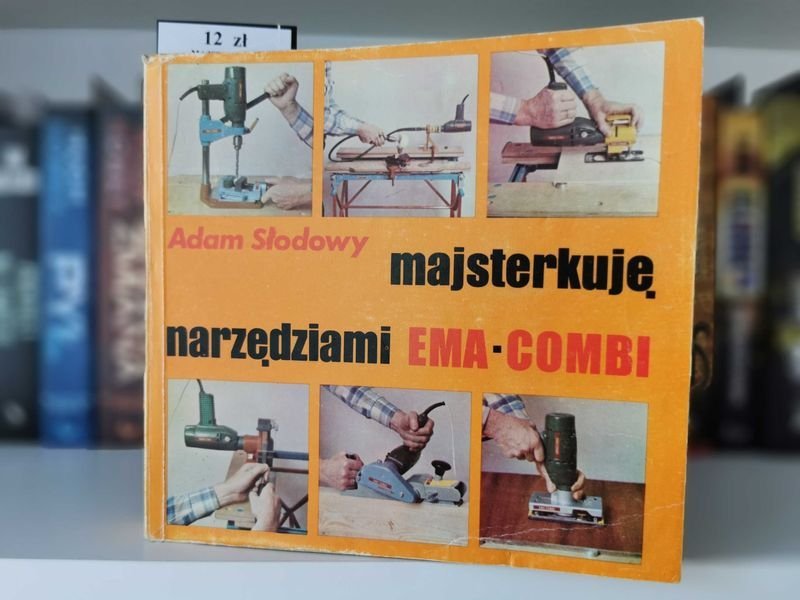 12 zł
Adam Słodowy
majsterkuję
narzędziami EMA·COMBI